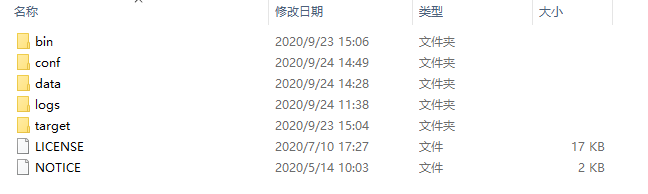 名称 修改日期 类型 大小
bin 2020/9/23 15:06 文件夹
conf 2020/9/24 14:49 文件夹
data 2020/9/24 14:28 文件夹
logs 2020/9/24 11:38 文件夹
target 2020/9/23 15:04 文件夹
LICENSE 2020/7/10 17:27 文件 17 KB
NOTICE 2020/5/14 10:03 文件 2 KB